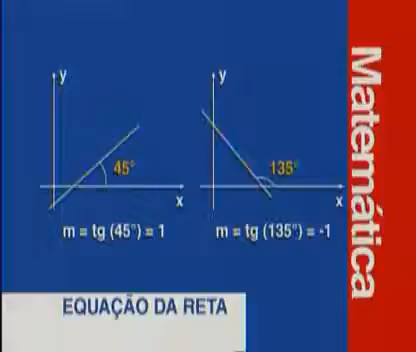 y
45°
x
m = tg (45°) = 1
y
135°
x
m = tg (135°) = -1
EQUAÇÃO DA RETA
Matemática